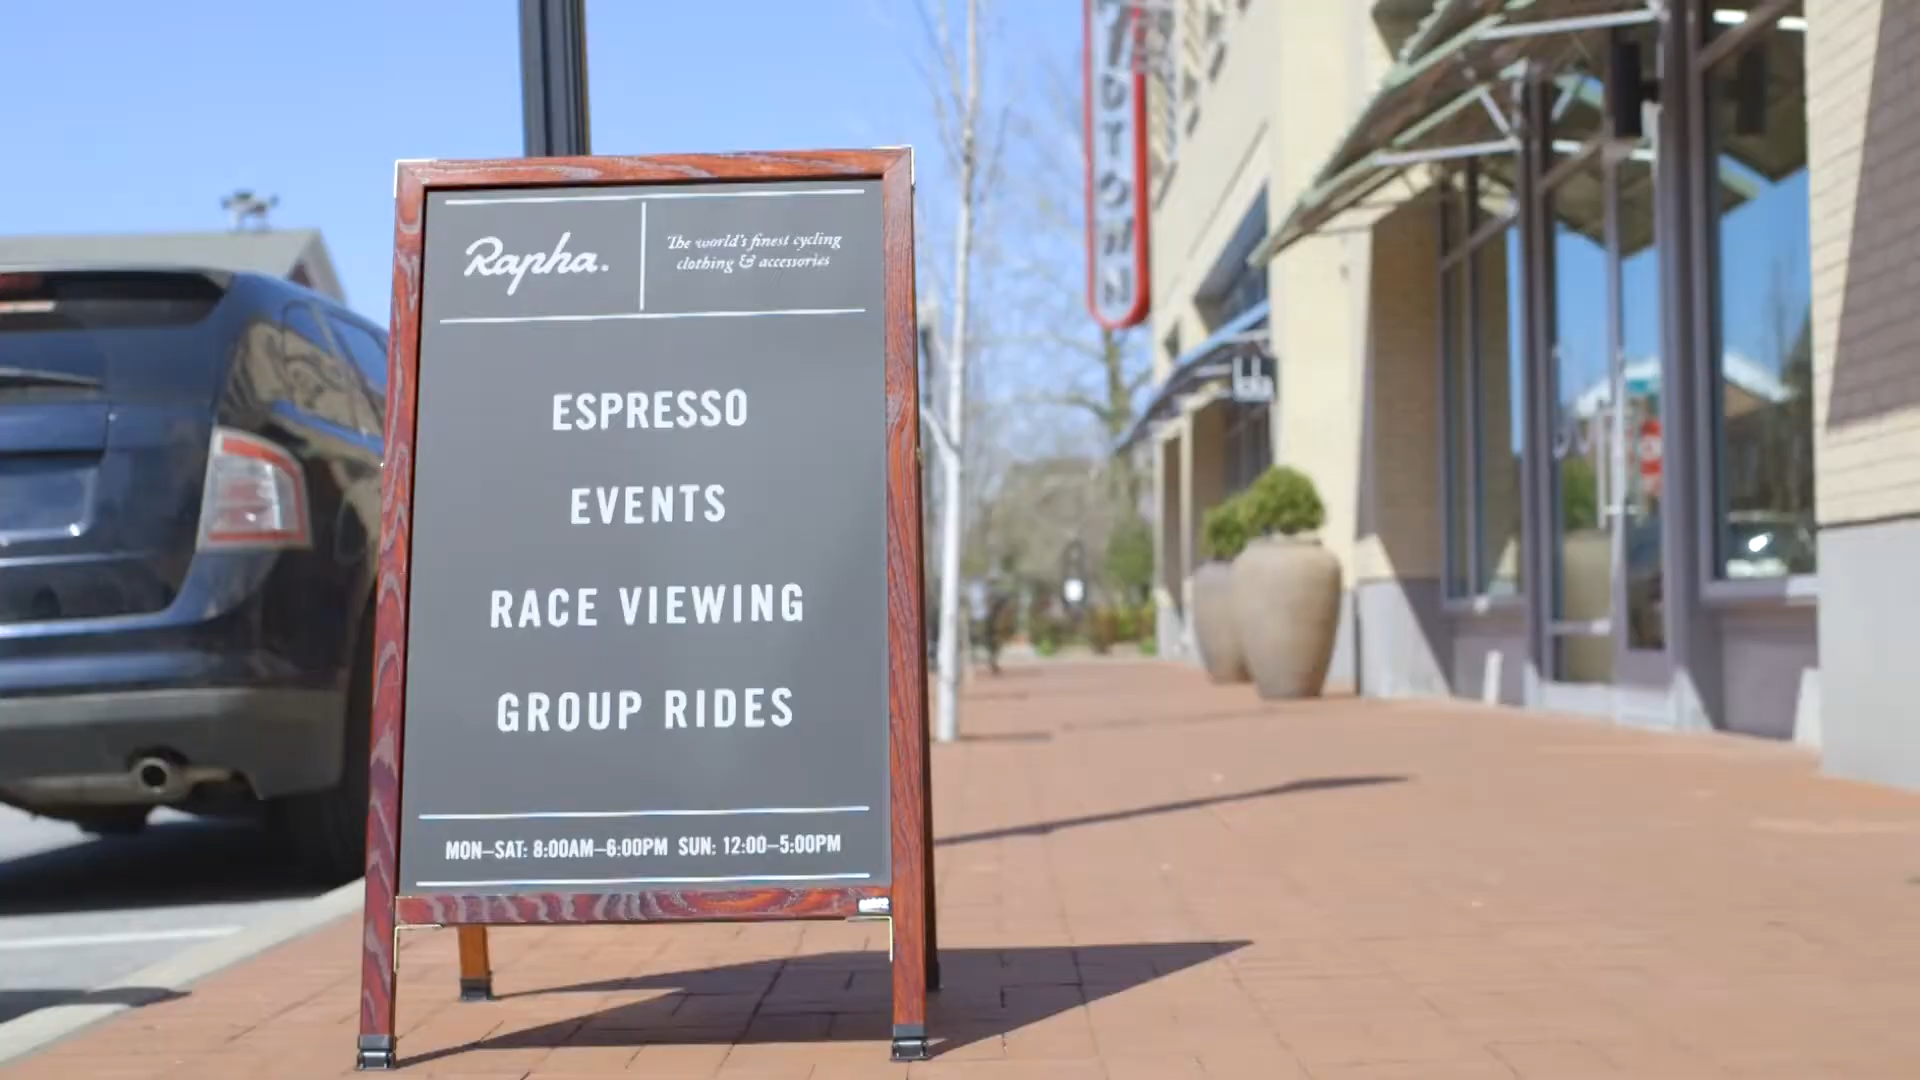 Rapha.
The world's finest cycling
clothing & accessories
ESPRESSO
EVENTS
RACE VIEWING
GROUP RIDES
MON–SAT: 8:00AM–6:00PM SUN: 12:00–5:00PM